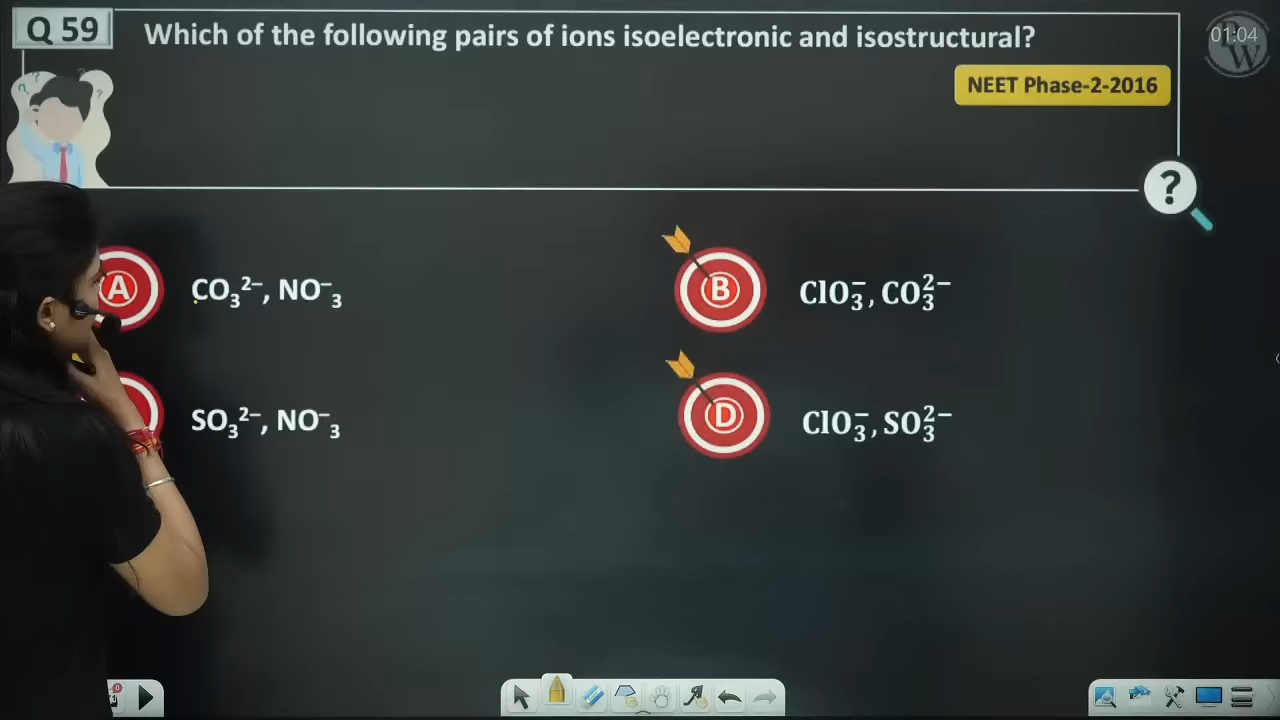 Q 59
Which of the following pairs of ions isoelectronic and isostructural?
01:04
NEET Phase-2-2016
?
A CO₃²⁻, NO⁻₃
B ClO₃⁻, CO₃²⁻
SO₃²⁻, NO⁻₃
D ClO₃⁻, SO₃²⁻